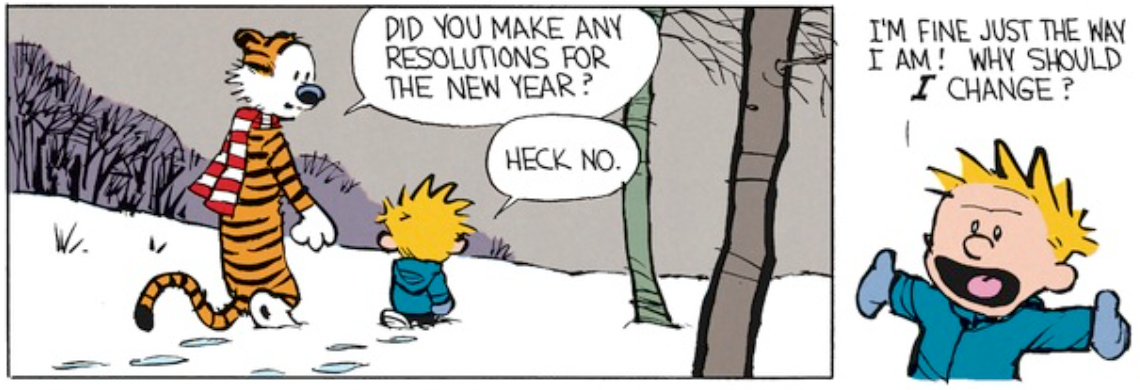 DID YOU MAKE ANY
RESOLUTIONS FOR
THE NEW YEAR?
HECK NO.
I'M FINE JUST THE WAY
I AM! WHY SHOULD
I CHANGE?